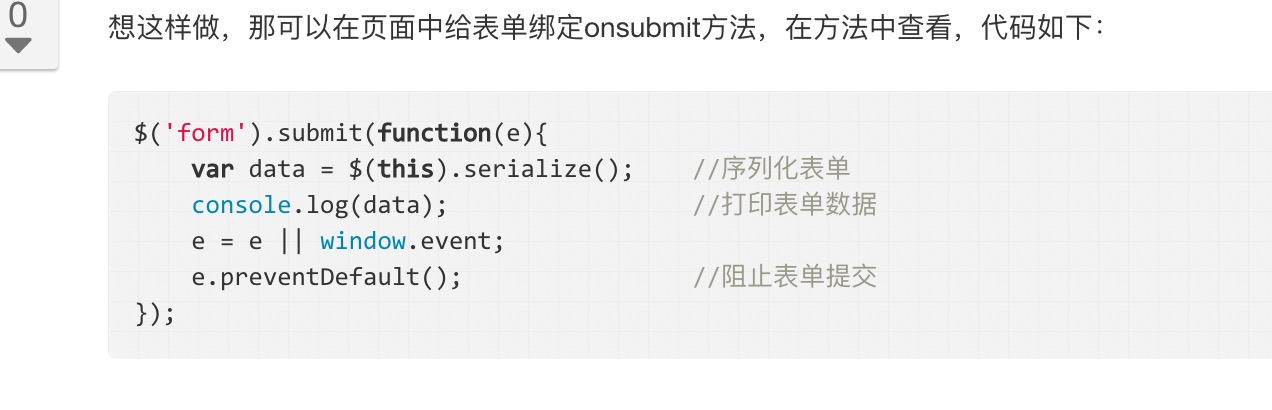 0
想这样做，那可以在页面中给表单绑定onsubmit方法，在方法中查看，代码如下：
$('form').submit(function(e){
    var data = $(this).serialize();    //序列化表单
    console.log(data);                 //打印表单数据
    e = e || window.event;
    e.preventDefault();                //阻止表单提交
});